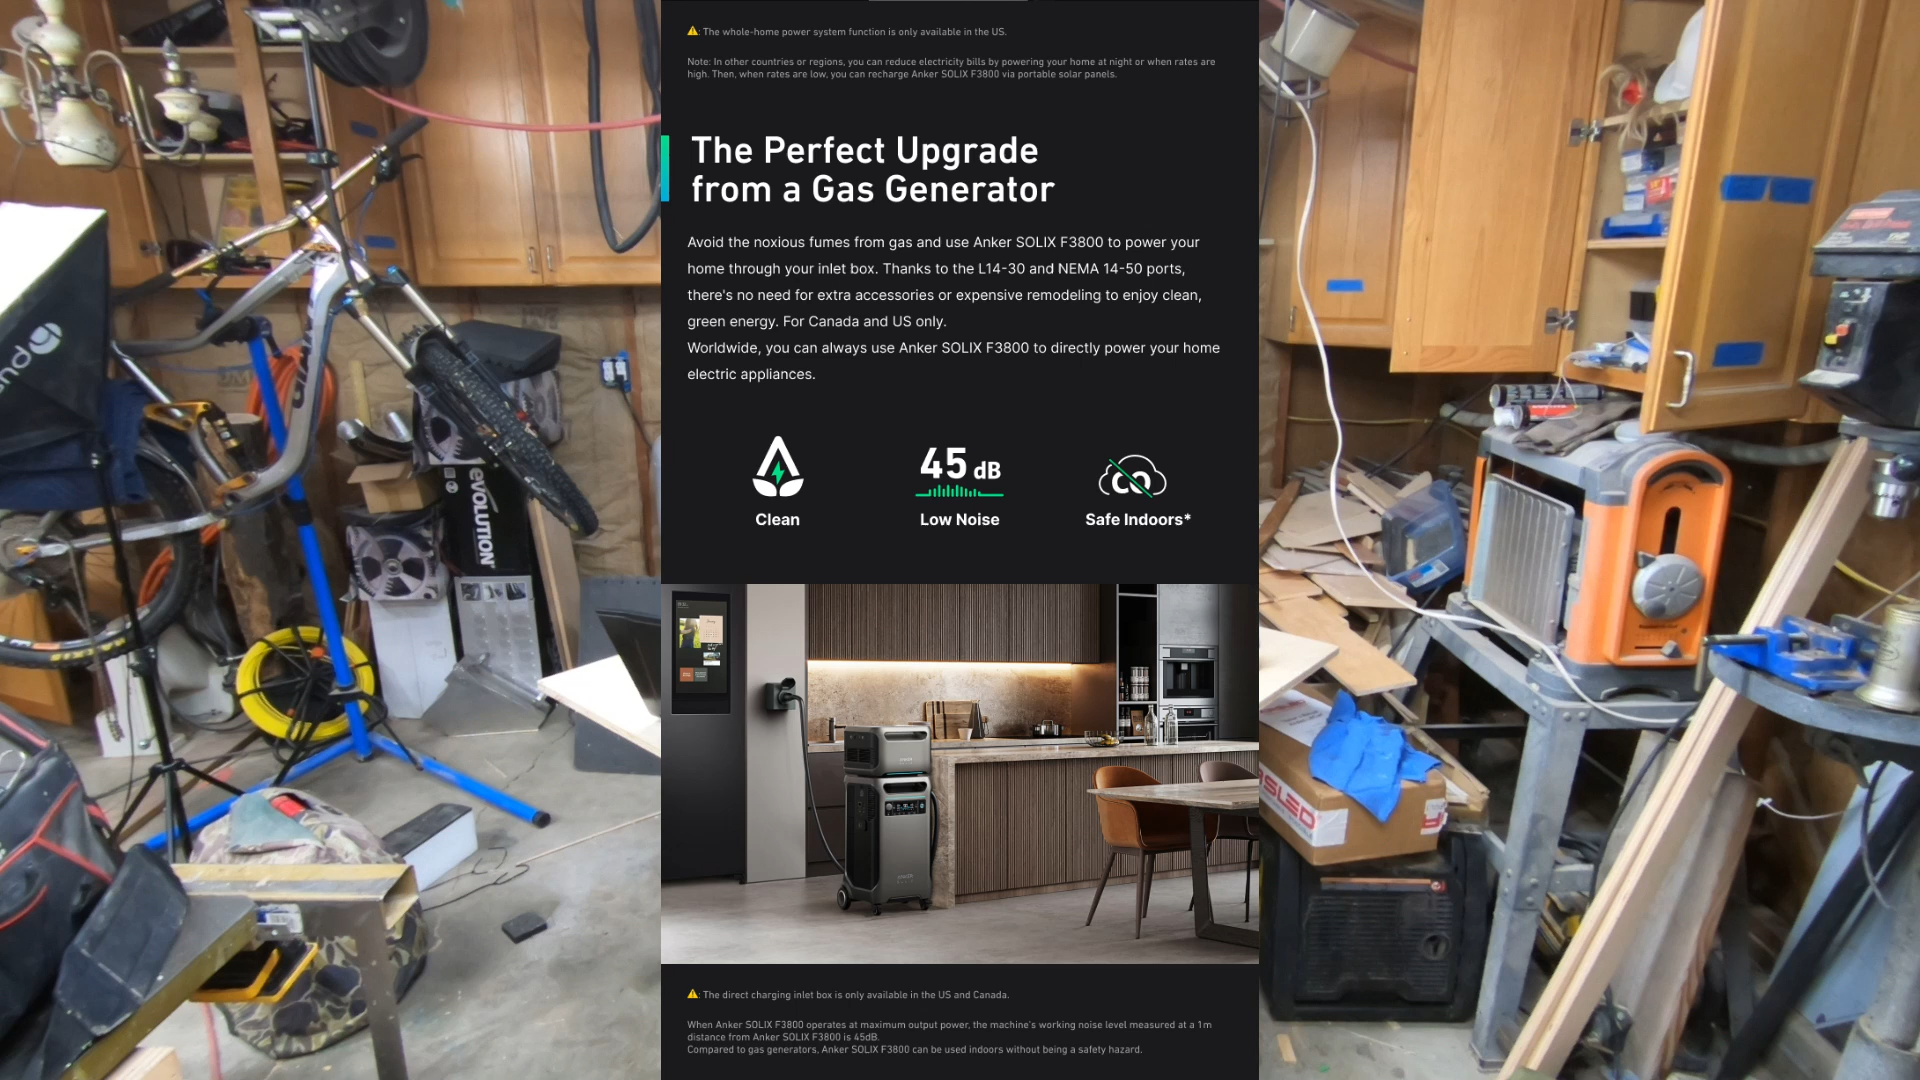 ⚠: The whole-home power system function is only available in the US.
Note: In other countries or regions, you can reduce electricity bills by powering your home at night or when rates are
high. Then, when rates are low, you can recharge Anker SOLIX F3800 via portable solar panels.
The Perfect Upgrade
from a Gas Generator
Avoid the noxious fumes from gas and use Anker SOLIX F3800 to power your
home through your inlet box. Thanks to the L14-30 and NEMA 14-50 ports,
there's no need for extra accessories or expensive remodeling to enjoy clean,
green energy. For Canada and US only.
Worldwide, you can always use Anker SOLIX F3800 to directly power your home
electric appliances.
45 dB
CO
Clean
Low Noise
Safe Indoors*
EVOLUTION
⚠: The direct charging inlet box is only available in the US and Canada.
When Anker SOLIX F3800 operates at maximum output power, the machine's working noise level measured at a 1m
distance from Anker SOLIX F3800 is 45dB.
Compared to gas generators, Anker SOLIX F3800 can be used indoors without being a safety hazard.